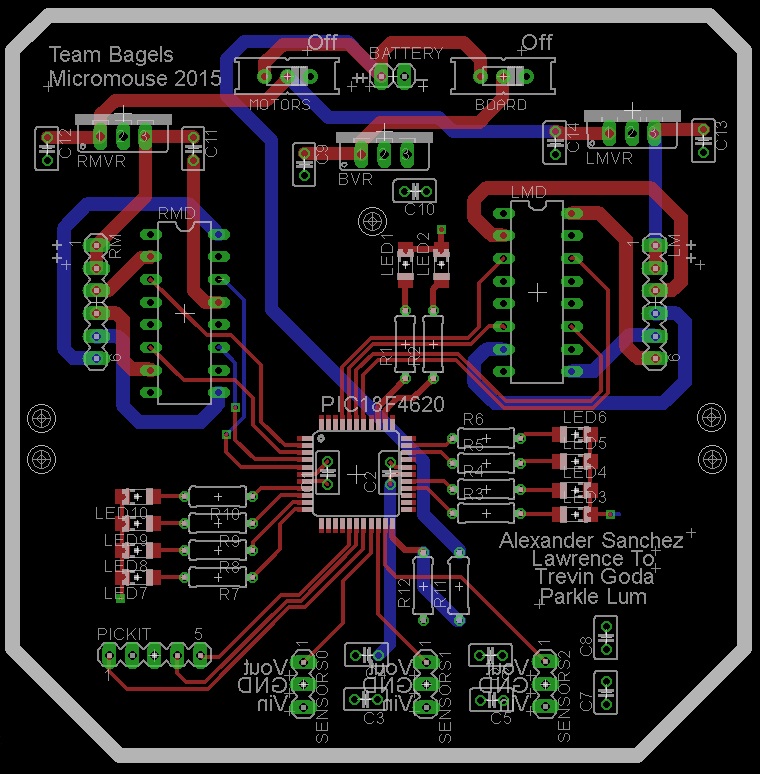 Team Bagels
Micromouse 2015
Off
BATTERY
Off
MOTORS
BOARD
C12
RMVR
C11
C9
BVR
C14
LMVR
C13
C10
RMD
LMD
1
RM
6
1
LM
6
LED1
LED2
R1
R2
PIC18F4620
C1
C2
R6
R5
R4
R3
LED6
LED5
LED4
LED3
LED10
LED9
LED8
LED7
R10
R9
R8
R7
Alexander Sanchez
Lawrence To
Trevin Goda
Parkle Lum
R12
R11
PICKIT
5
1
Vout
GND
Vin
1
SENSORS0
C3
Vout
GND
Vin
1
SENSORS1
C5
Vout
GND
Vin
1
SENSORS2
C8
C7